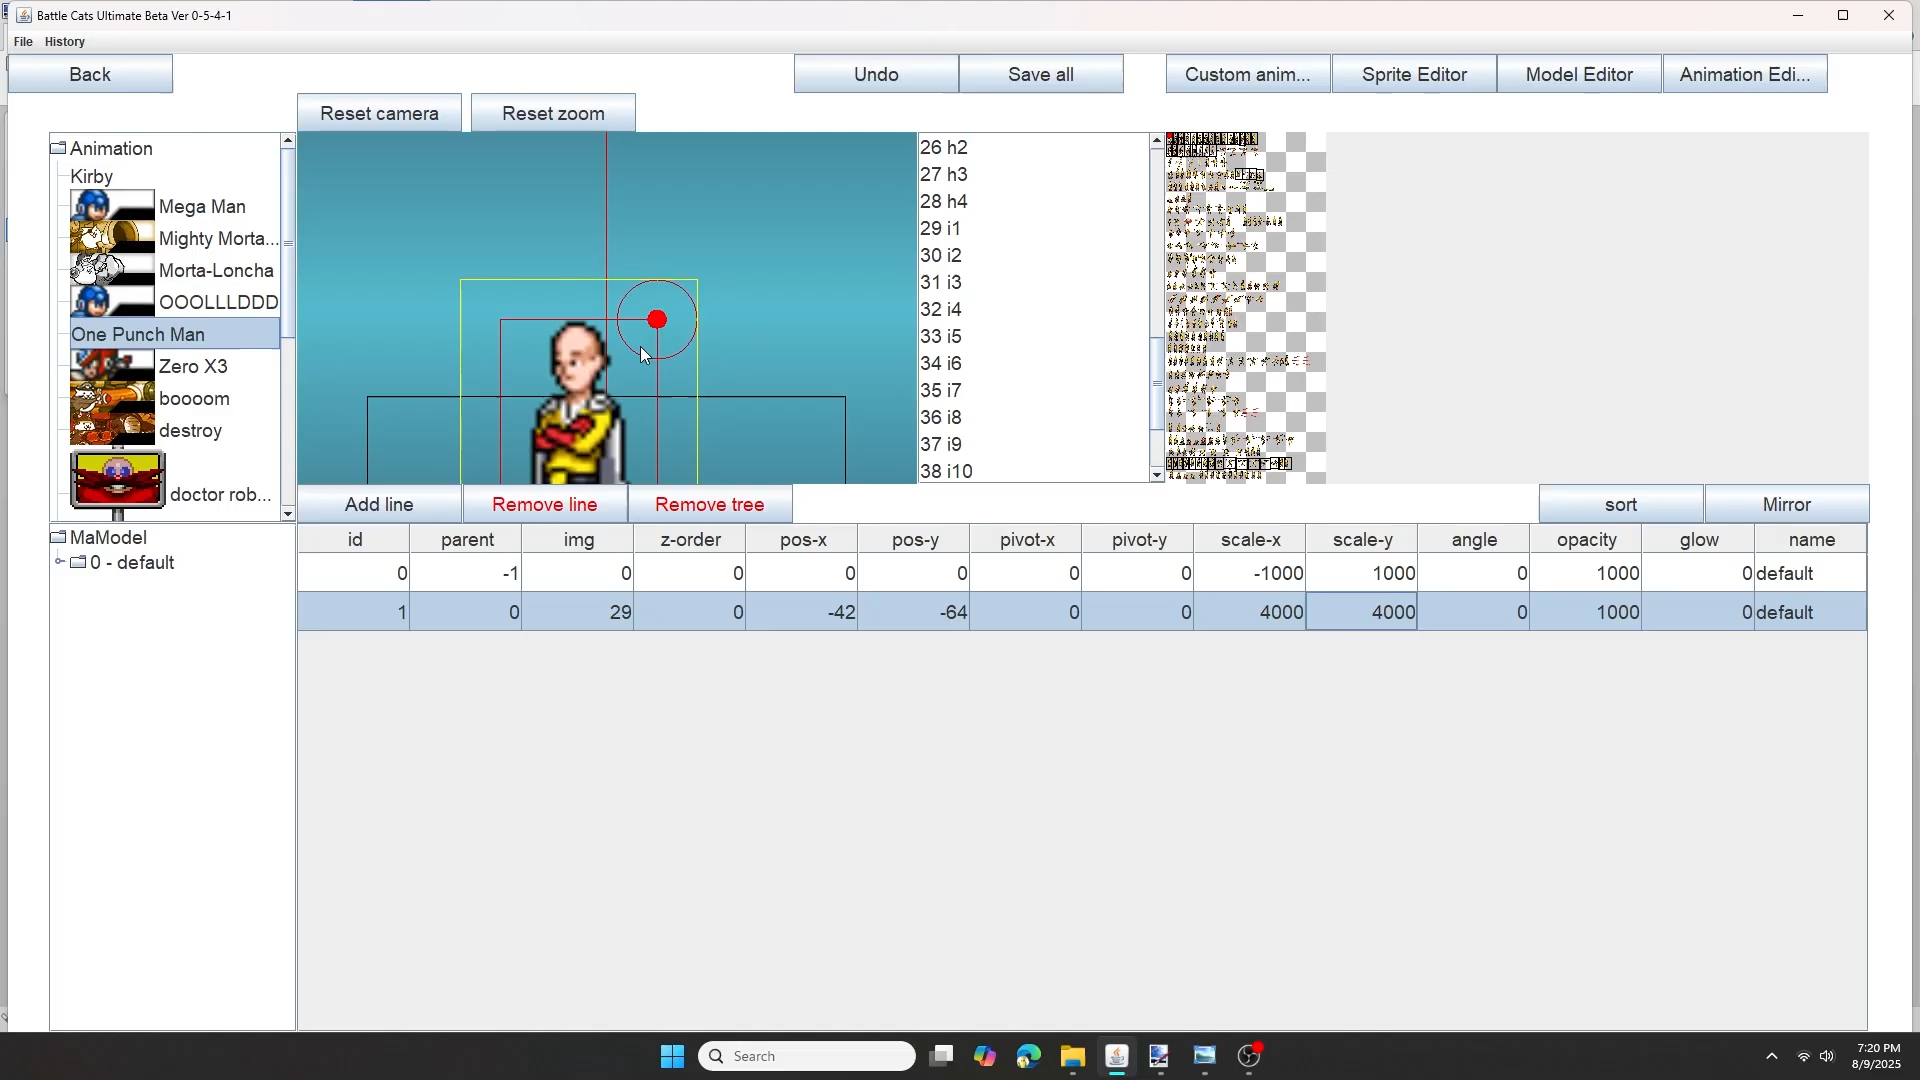 Battle Cats Ultimate Beta Ver 0-5-4-1
File History
Back
Undo
Save all
Custom anim...
Sprite Editor
Model Editor
Animation Edi...
Reset camera
Reset zoom
Animation
Kirby
Mega Man
Mighty Morta...
Morta-Loncha
OOOLLLDDD
One Punch Man
Zero X3
boooom
destroy
doctor rob...
26 h2
27 h3
28 h4
29 i1
30 i2
31 i3
32 i4
33 i5
34 i6
35 i7
36 i8
37 i9
38 i10
Add line
Remove line
Remove tree
sort
Mirror
MaModel
0 - default
id parent img z-order pos-x pos-y pivot-x pivot-y scale-x scale-y angle opacity glow name
0 -1 0 0 0 0 0 0 -1000 1000 0 1000 0 default
1 0 29 0 -42 -64 0 0 4000 4000 0 1000 0 default
Search
7:20 PM
8/9/2025